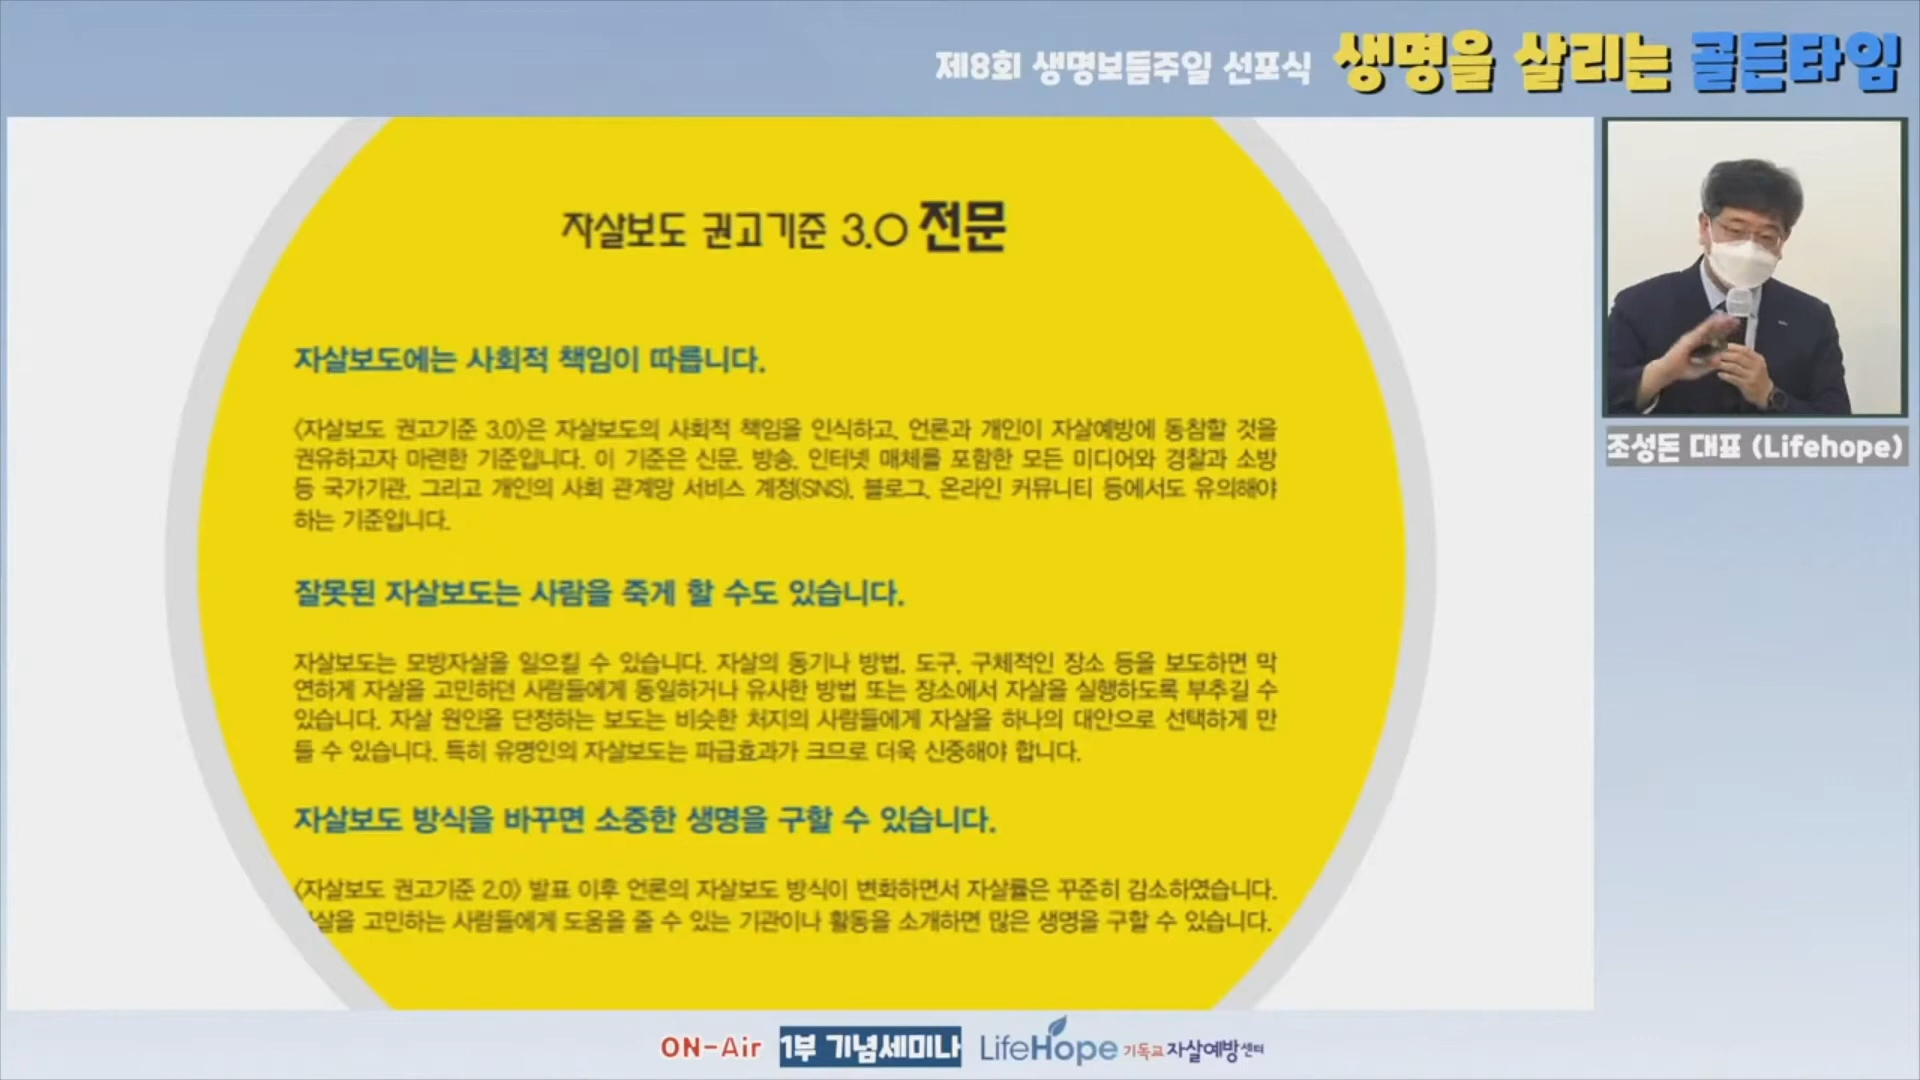 제8회 생명보듬주일 선포식 생명을 살리는 골든타임
자살보도 권고기준 3.0 전문
자살보도에는 사회적 책임이 따릅니다.
<자살보도 권고기준 3.0>은 자살보도의 사회적 책임을 인식하고, 언론과 개인이 자살예방에 동참할 것을
권유하고자 마련한 기준입니다. 이 기준은 신문, 방송, 인터넷 매체를 포함한 모든 미디어와 경찰과 소방
등 국가기관, 그리고 개인의 사회 관계망 서비스 계정(SNS), 블로그, 온라인 커뮤니티 등에서도 유의해야
하는 기준입니다.
잘못된 자살보도는 사람을 죽게 할 수도 있습니다.
자살보도는 모방자살을 일으킬 수 있습니다. 자살의 동기나 방법, 도구, 구체적인 장소 등을 보도하면 막
연하게 자살을 고민하던 사람들에게 동일하거나 유사한 방법 또는 장소에서 자살을 실행하도록 부추길 수
있습니다. 자살 원인을 단정하는 보도는 비슷한 처지의 사람들에게 자살을 하나의 대안으로 선택하게 만
들 수 있습니다. 특히 유명인의 자살보도는 파급효과가 크므로 더욱 신중해야 합니다.
자살보도 방식을 바꾸면 소중한 생명을 구할 수 있습니다.
<자살보도 권고기준 2.0> 발표 이후 언론의 자살보도 방식이 변화하면서 자살률은 꾸준히 감소하였습니다.
자살을 고민하는 사람들에게 도움을 줄 수 있는 기관이나 활동을 소개하면 많은 생명을 구할 수 있습니다.
조성돈 대표 (Lifehope)
ON-Air 1부 기념세미나 LifeHope 기독교자살예방센터